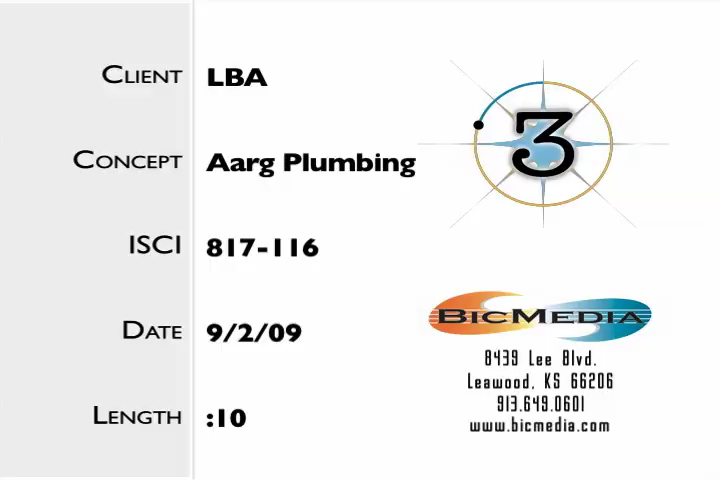 Client LBA
Concept Aarg Plumbing
ISCI 817-116
Date 9/2/09
Length :10
3
BicMedia
8439 Lee Blvd.
Leawood, KS 66206
913.649.0601
www.bicmedia.com